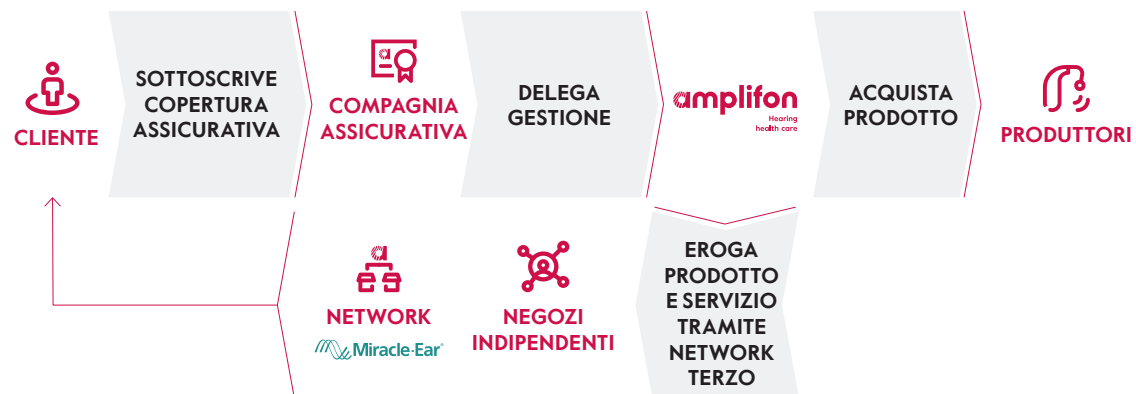 CLIENTE
SOTTOSCRIVE
COPERTURA
ASSICURATIVA
COMPAGNIA
ASSICURATIVA
DELEGA
GESTIONE
amplifon
Hearing
health care
ACQUISTA
PRODOTTO
PRODUTTORI
EROGA
PRODOTTO
E SERVIZIO
TRAMITE
NETWORK
TERZO
NEGOZI
INDIPENDENTI
NETWORK
Miracle-Ear®